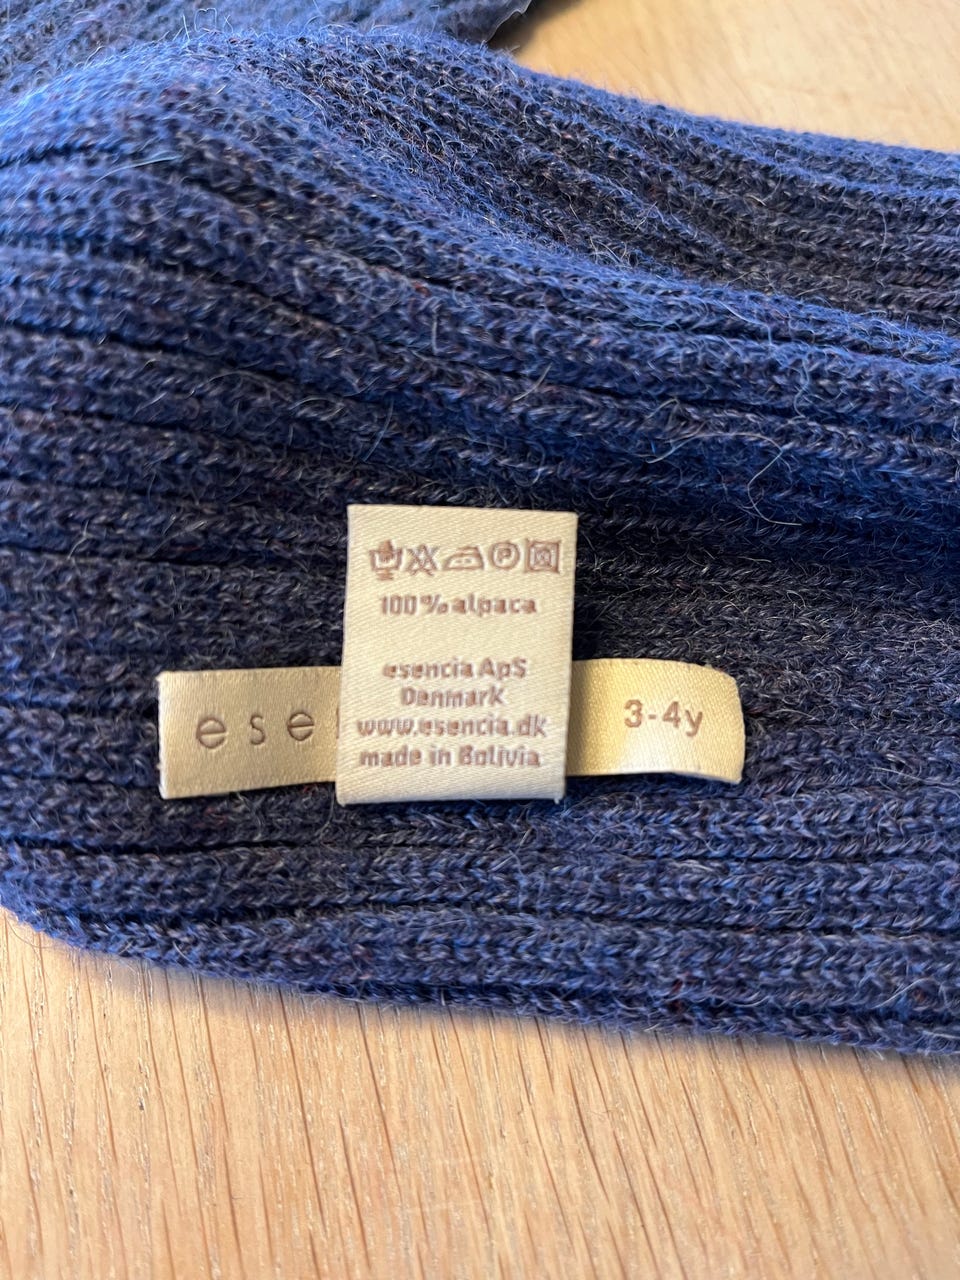 100% alpaca
esencia ApS
Denmark
www.esencia.dk
made in Bolivia
ese
3-4y